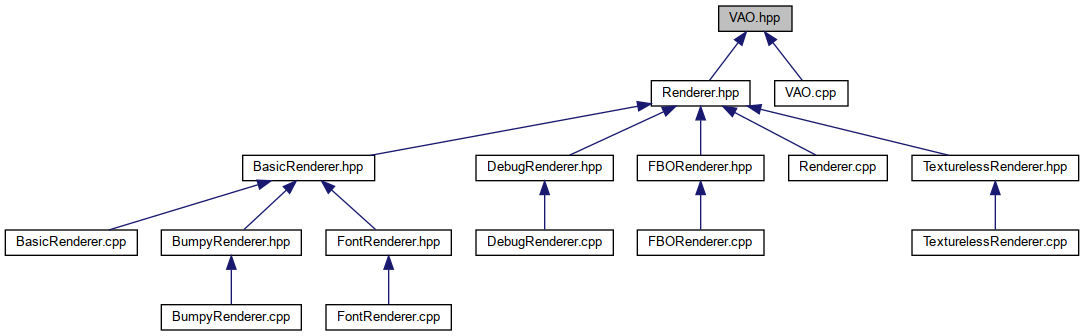 VAO.hpp
Renderer.hpp
VAO.cpp
BasicRenderer.hpp
DebugRenderer.hpp
FBORenderer.hpp
Renderer.cpp
TexturelessRenderer.hpp
BasicRenderer.cpp
BumpyRenderer.hpp
FontRenderer.hpp
DebugRenderer.cpp
FBORenderer.cpp
TexturelessRenderer.cpp
BumpyRenderer.cpp
FontRenderer.cpp